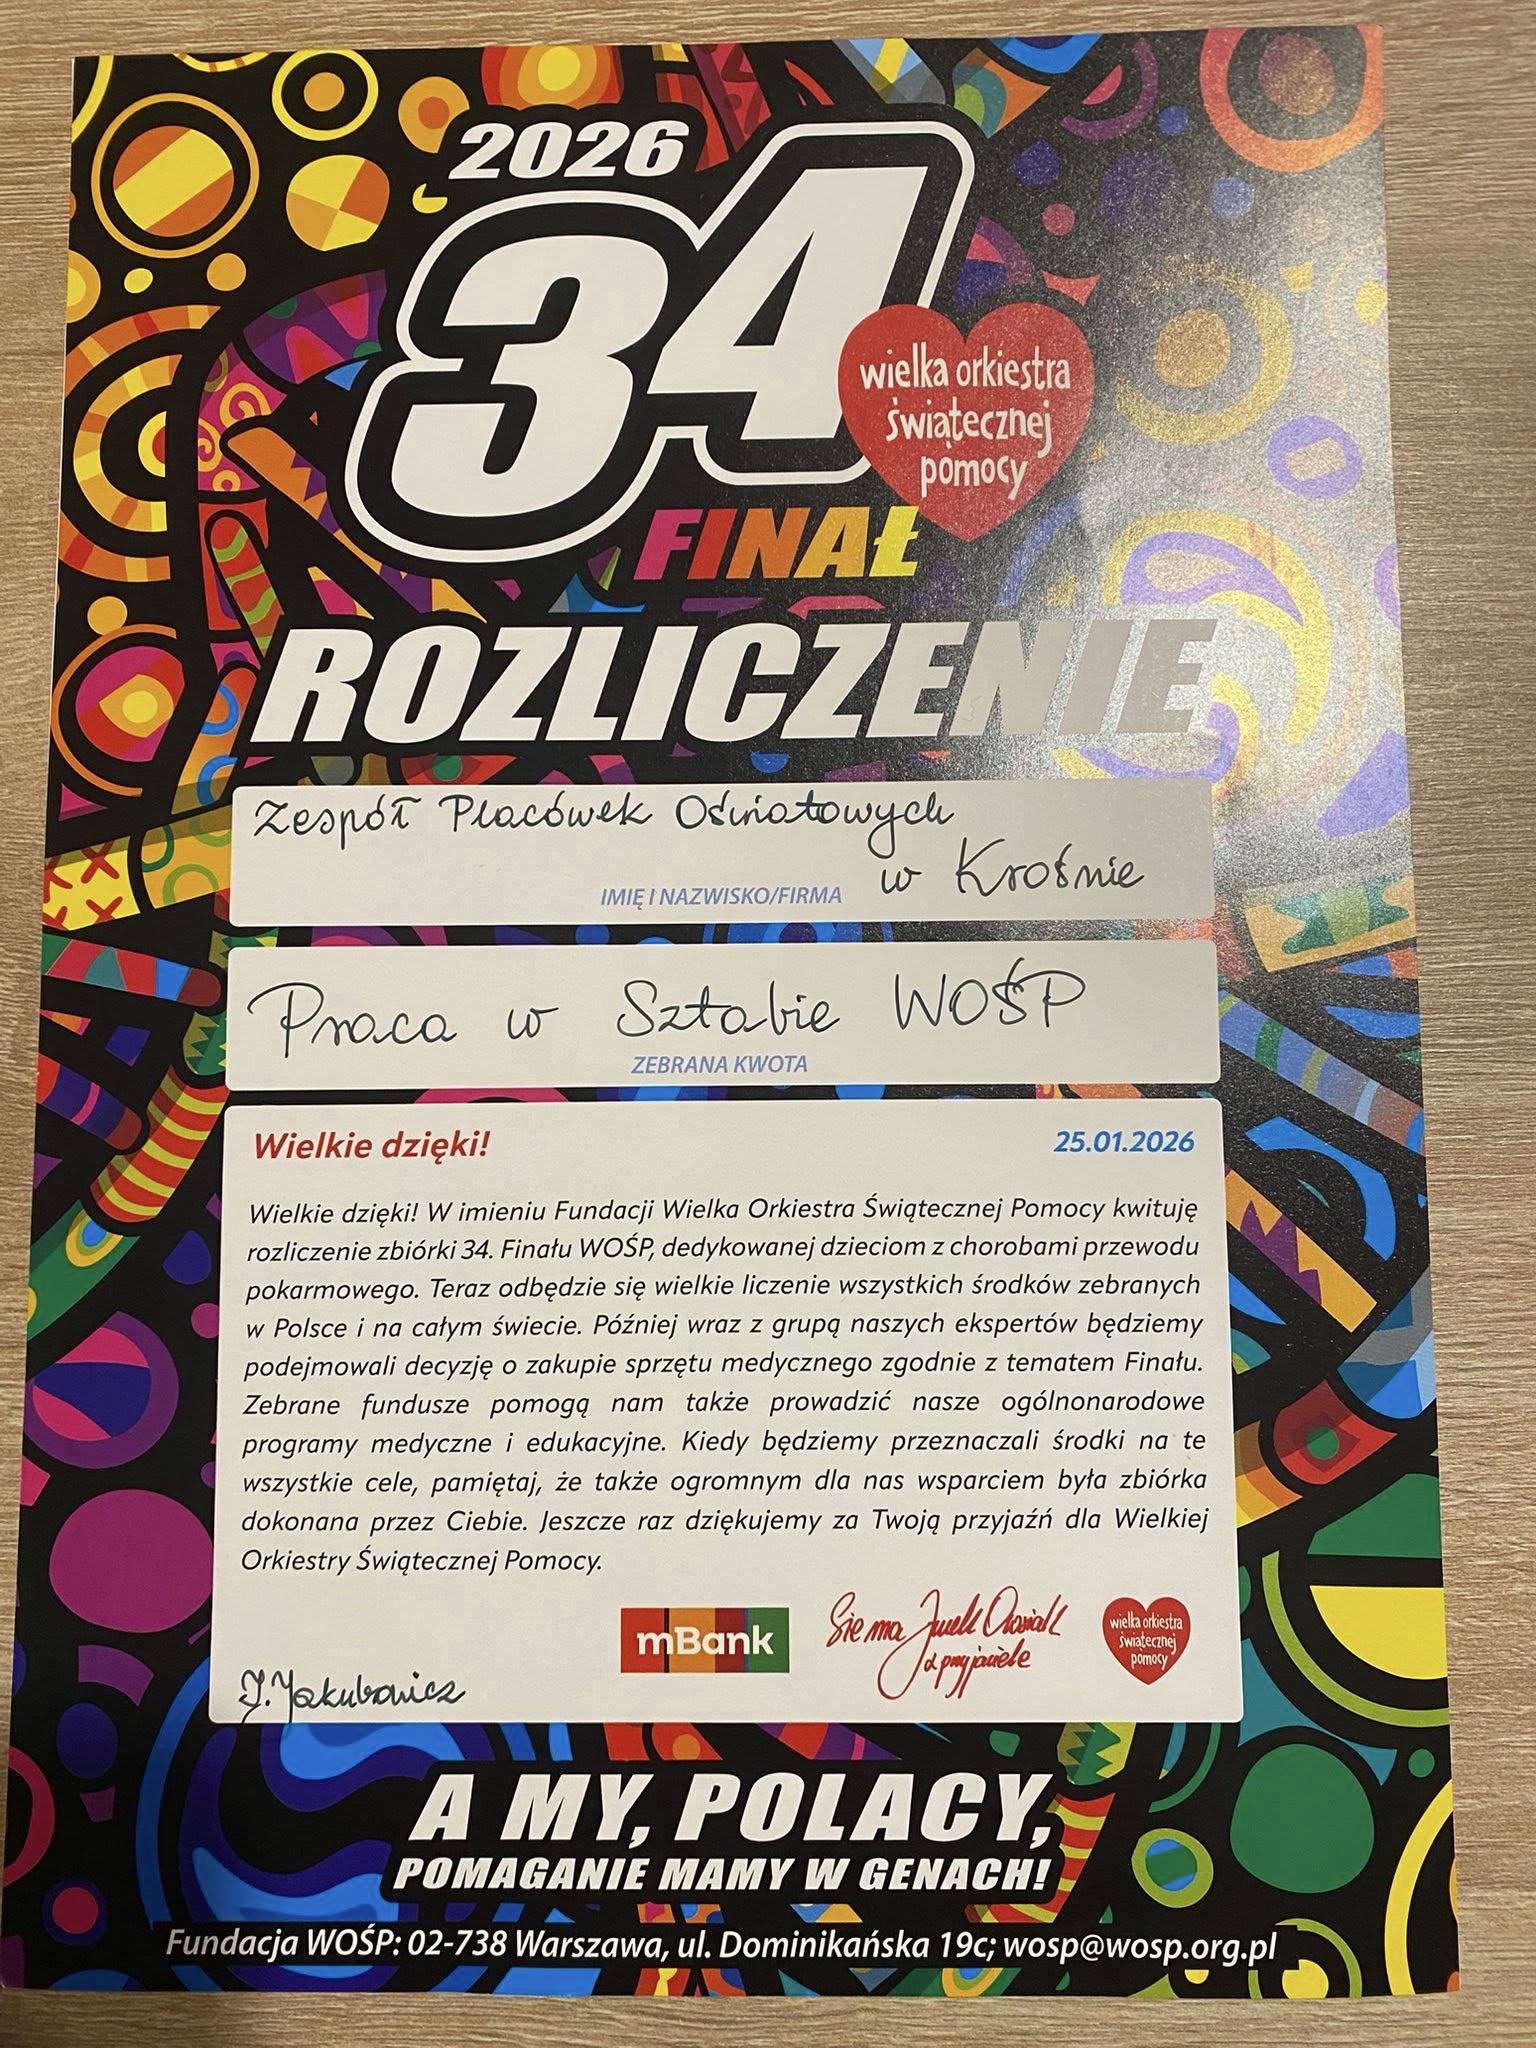 2026
34
wielka orkiestra
świątecznej
pomocy
FINAŁ
ROZLICZENIE
Zespół Placówek Oświatowych
w Krośnie
IMIĘ I NAZWISKO/FIRMA
Praca w Sztabie WOŚP
ZEBRANA KWOTA
Wielkie dzięki!
25.01.2026
Wielkie dzięki! W imieniu Fundacji Wielka Orkiestra Świątecznej Pomocy kwituję
rozliczenie zbiórki 34. Finału WOŚP, dedykowanej dzieciom z chorobami przewodu
pokarmowego. Teraz odbędzie się wielkie liczenie wszystkich środków zebranych
w Polsce i na całym świecie. Później wraz z grupą naszych ekspertów będziemy
podejmowali decyzję o zakupie sprzętu medycznego zgodnie z tematem Finału.
Zebrane fundusze pomogą nam także prowadzić nasze ogólnonarodowe
programy medyczne i edukacyjne. Kiedy będziemy przeznaczali środki na te
wszystkie cele, pamiętaj, że także ogromnym dla nas wsparciem była zbiórka
dokonana przez Ciebie. Jeszcze raz dziękujemy za Twoją przyjaźń dla Wielkiej
Orkiestry Świątecznej Pomocy.
mBank
Sie ma Jurek Owsiak
z przyjaciele
wielka orkiestra
świątecznej
pomocy
J. Jakubowicz
A MY, POLACY,
POMAGANIE MAMY W GENACH!
Fundacja WOŚP: 02-738 Warszawa, ul. Dominikańska 19c; wosp@wosp.org.pl